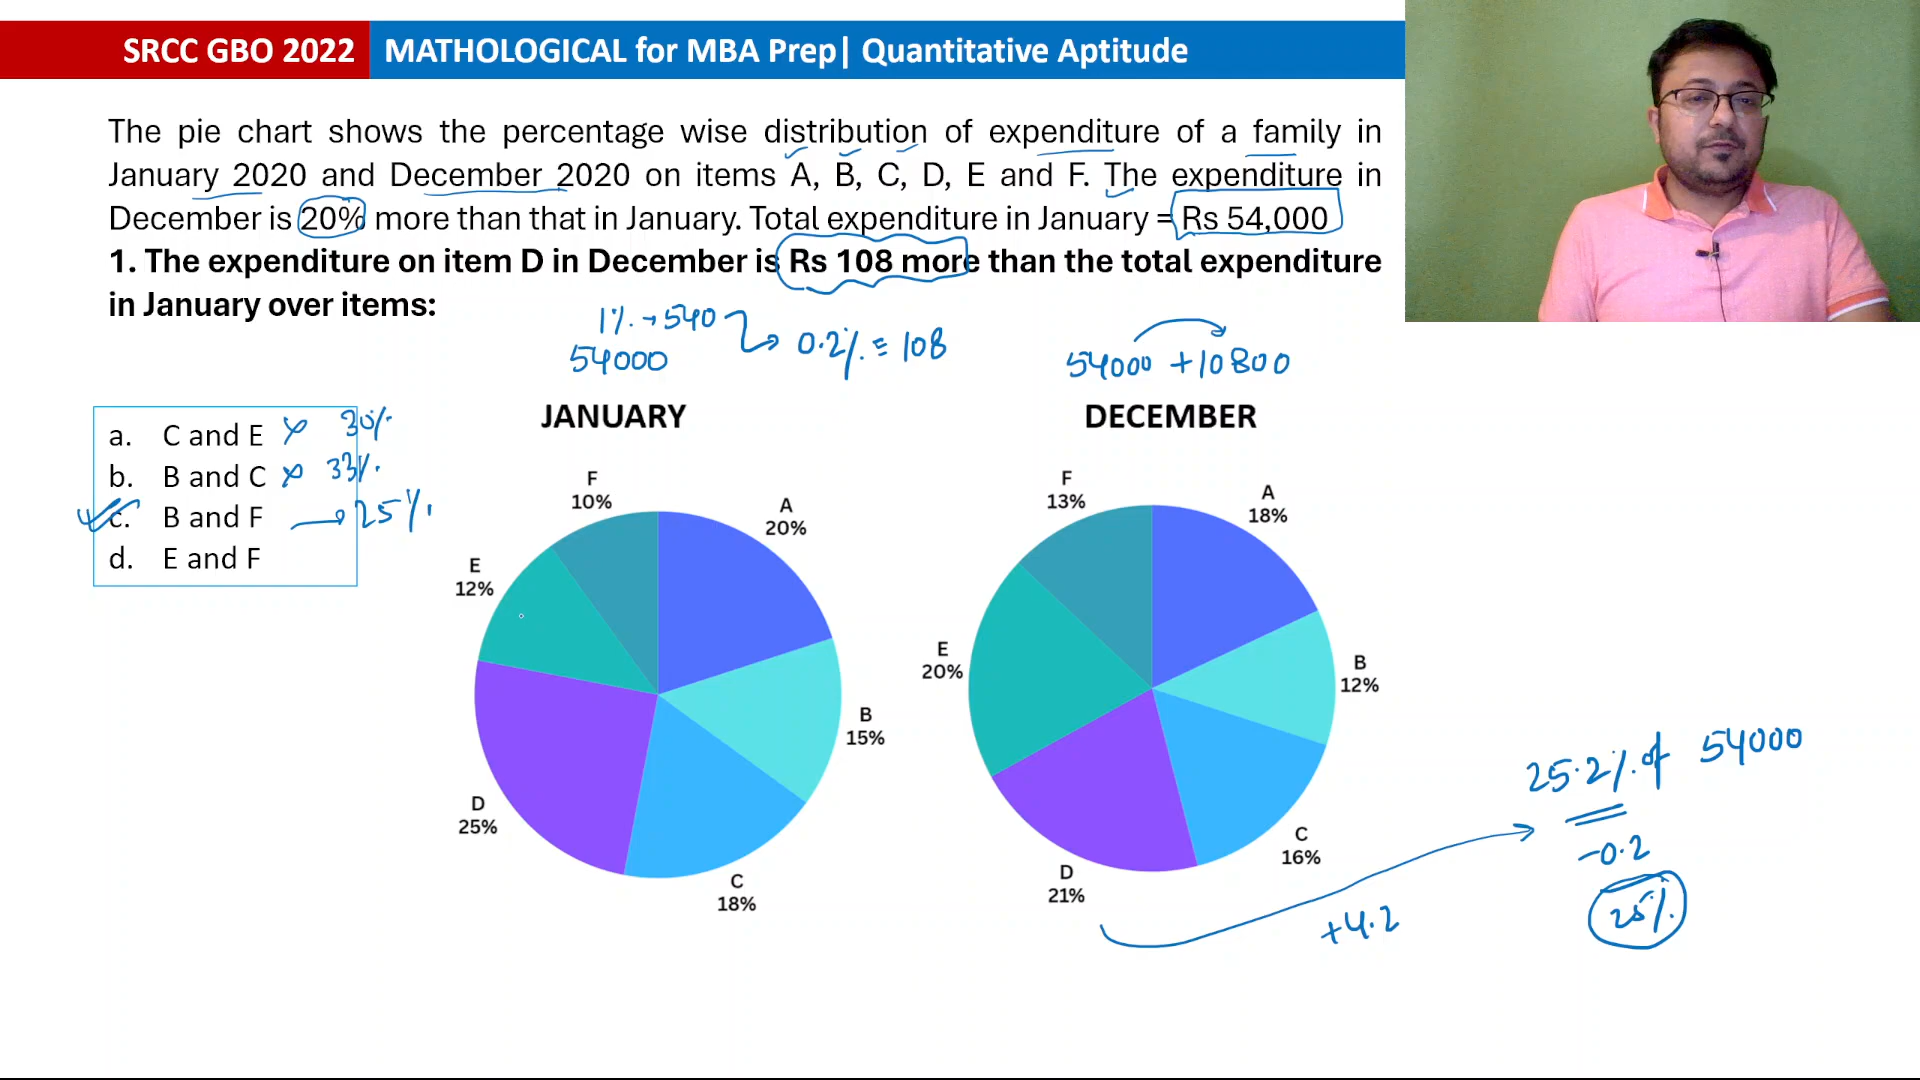 SRCC GBO 2022 MATHOLOGICAL for MBA Prep| Quantitative Aptitude
The pie chart shows the percentage wise distribution of expenditure of a family in
January 2020 and December 2020 on items A, B, C, D, E and F. The expenditure in
December is 20% more than that in January. Total expenditure in January = Rs 54,000
1. The expenditure on item D in December is Rs 108 more than the total expenditure
in January over items:
1% → 540
54000
0.2% = 108
54000 + 10800
a. C and E × 30%
b. B and C × 33%
c. B and F → 25%
d. E and F
JANUARY
F
10%
A
20%
E
12%
B
15%
D
25%
C
18%
DECEMBER
F
13%
A
18%
E
20%
B
12%
C
16%
D
21%
+4.2
25.2% of 54000
-0.2
25%